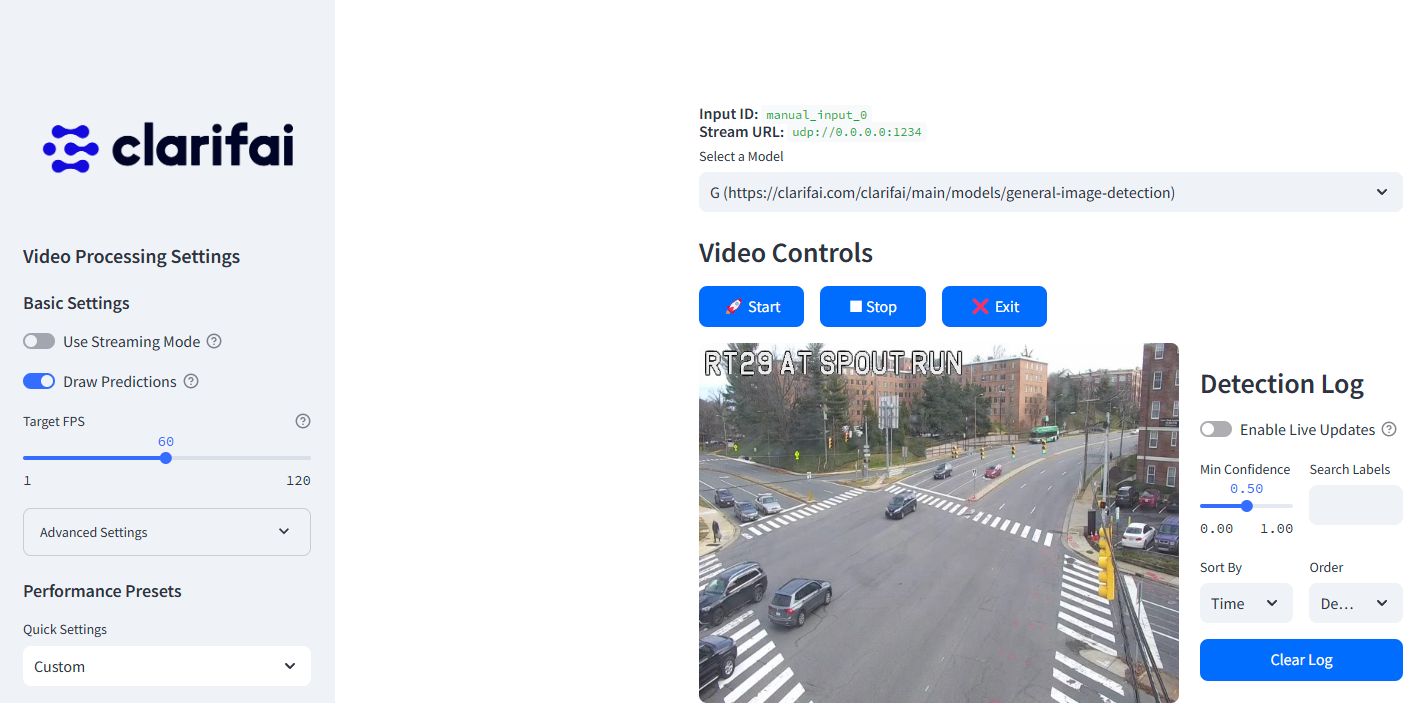 clarifai
Video Processing Settings
Basic Settings
Use Streaming Mode
Draw Predictions
Target FPS
60
1 120
Advanced Settings
Performance Presets
Quick Settings
Custom
Input ID: manual_input_0
Stream URL: udp://0.0.0.0:1234
Select a Model
G (https://clarifai.com/clarifai/main/models/general-image-detection)
Video Controls
🚀 Start
Stop
❌ Exit
RT29 AT SPOUT RUN
Detection Log
Enable Live Updates
Min Confidence
0.50
0.00 1.00
Search Labels
Sort By
Time
Order
De...
Clear Log